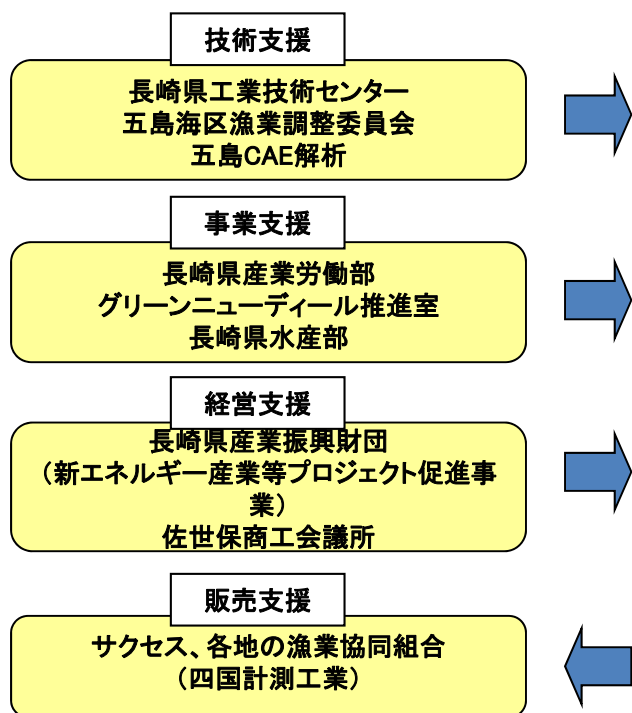 技術支援
長崎県工業技術センター
五島海区漁業調整委員会
五島CAE解析
事業支援
長崎県産業労働部
グリーンニューディール推進室
長崎県水産部
経営支援
長崎県産業振興財団
（新エネルギー産業等プロジェクト促進事
業）
佐世保商工会議所
販売支援
サクセス、各地の漁業協同組合
（四国計測工業）